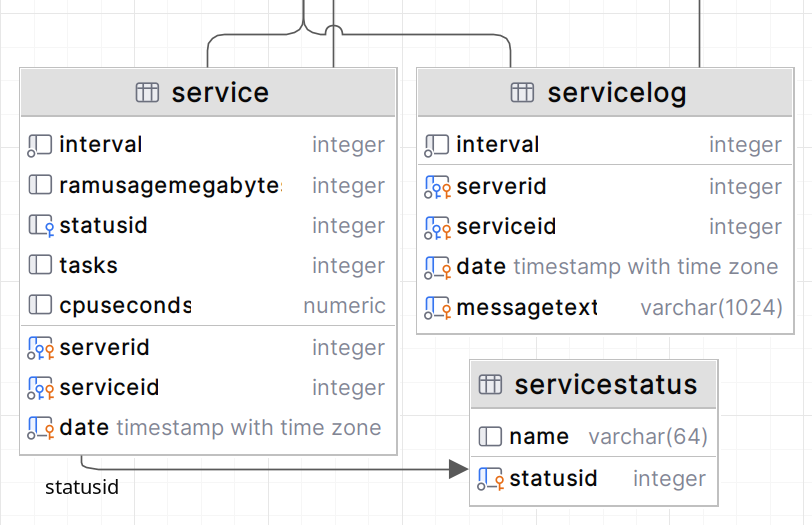 service
interval integer
ramusagemegabyte integer
statusid integer
tasks integer
cpuseconds numeric
serverid integer
serviceid integer
date timestamp with time zone
servicelog
interval integer
serverid integer
serviceid integer
date timestamp with time zone
messagetext varchar(1024)
servicestatus
name varchar(64)
statusid integer
statusid